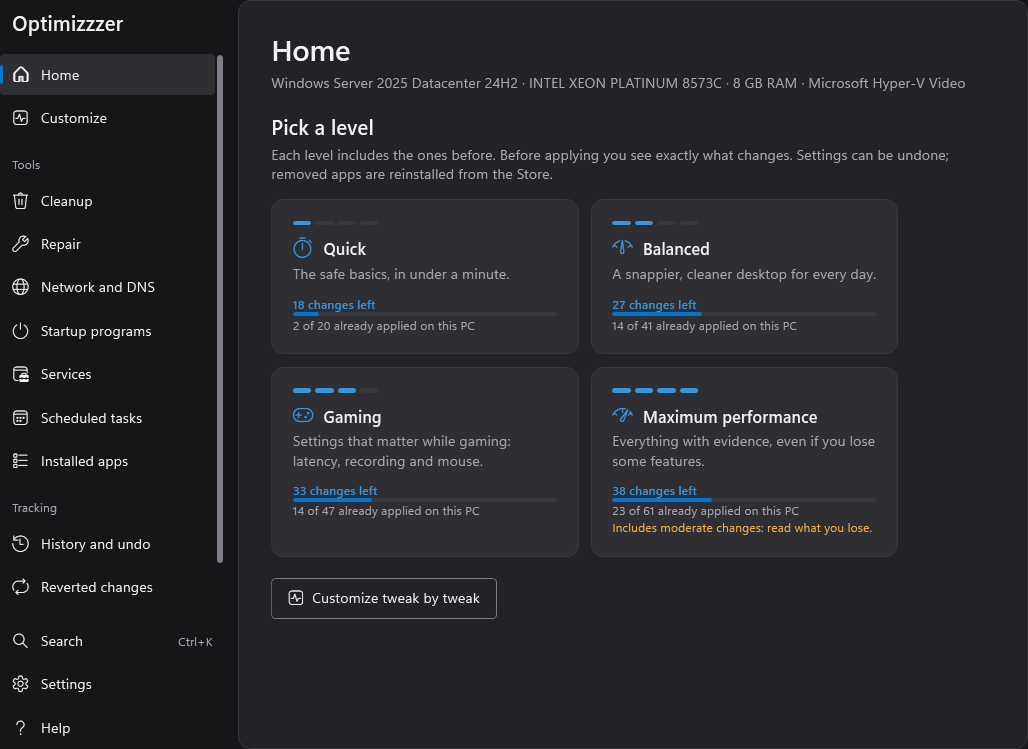 Optimizzzer
Home
Customize
Tools
Cleanup
Repair
Network and DNS
Startup programs
Services
Scheduled tasks
Installed apps
Tracking
History and undo
Reverted changes
Search Ctrl+K
Settings
Help
Home
Windows Server 2025 Datacenter 24H2 · INTEL XEON PLATINUM 8573C · 8 GB RAM · Microsoft Hyper-V Video
Pick a level
Each level includes the ones before. Before applying you see exactly what changes. Settings can be undone;
removed apps are reinstalled from the Store.
Quick
The safe basics, in under a minute.
18 changes left
2 of 20 already applied on this PC
Balanced
A snappier, cleaner desktop for every day.
27 changes left
14 of 41 already applied on this PC
Gaming
Settings that matter while gaming:
latency, recording and mouse.
33 changes left
14 of 47 already applied on this PC
Maximum performance
Everything with evidence, even if you lose
some features.
38 changes left
23 of 61 already applied on this PC
Includes moderate changes: read what you lose.
Customize tweak by tweak